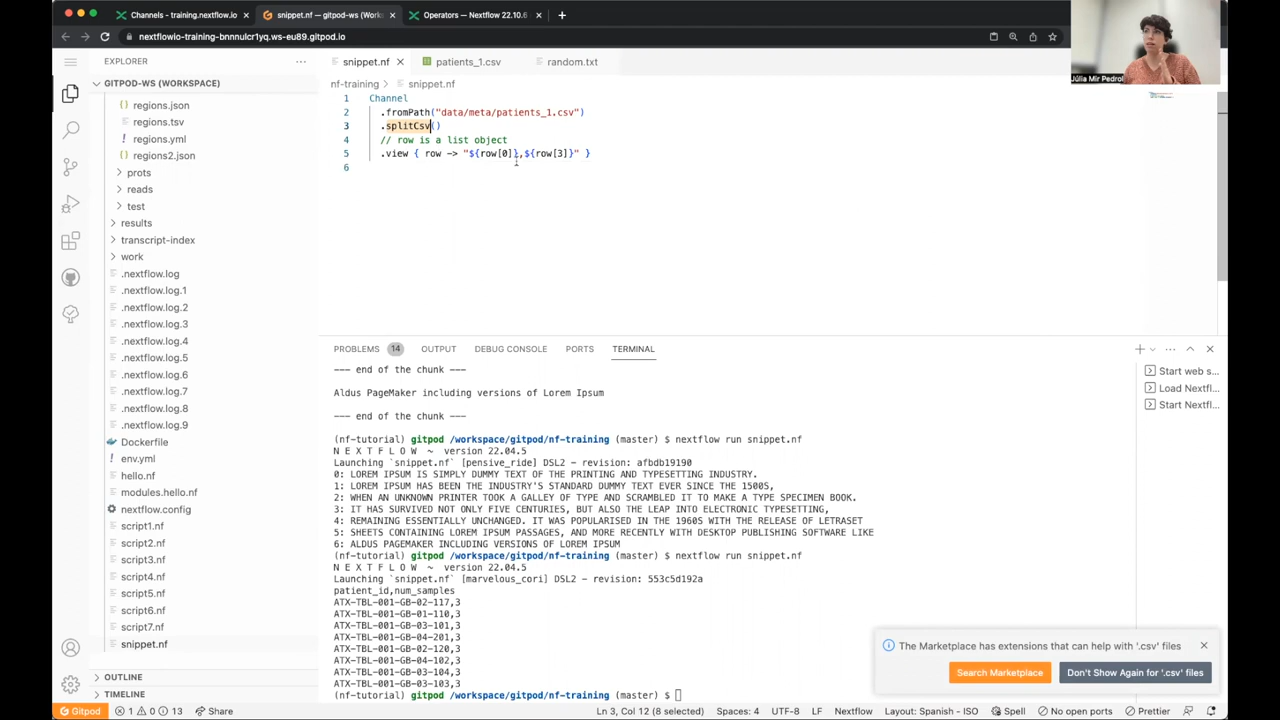 Channels - training.nextflow.io
snippet.nf — gitpod-ws (Works
Operators — Nextflow 22.10.6
nextflowio-training-bnnnulcr1yq.ws-eu89.gitpod.io
Júlia Mir Pedrol
EXPLORER
GITPOD-WS (WORKSPACE)
regions.json
regions.tsv
regions.yml
regions2.json
prots
reads
test
results
transcript-index
work
.nextflow.log
.nextflow.log.1
.nextflow.log.2
.nextflow.log.3
.nextflow.log.4
.nextflow.log.5
.nextflow.log.6
.nextflow.log.7
.nextflow.log.8
.nextflow.log.9
Dockerfile
env.yml
hello.nf
modules.hello.nf
nextflow.config
script1.nf
script2.nf
script3.nf
script4.nf
script5.nf
script6.nf
script7.nf
snippet.nf
OUTLINE
TIMELINE
snippet.nf
patients_1.csv
random.txt
nf-training > snippet.nf
1 Channel
2 .fromPath("data/meta/patients_1.csv")
3 .splitCsv()
4 // row is a list object
5 .view { row -> "${row[0]},${row[3]}" }
6
PROBLEMS 14 OUTPUT DEBUG CONSOLE PORTS TERMINAL
Start web s...
Load Nextfl...
Start Nextfl...
--- end of the chunk ---
Aldus PageMaker including versions of Lorem Ipsum
--- end of the chunk ---
(nf-tutorial) gitpod /workspace/gitpod/nf-training (master) $ nextflow run snippet.nf
N E X T F L O W ~ version 22.04.5
Launching `snippet.nf` [pensive_ride] DSL2 - revision: afbdb19190
0: LOREM IPSUM IS SIMPLY DUMMY TEXT OF THE PRINTING AND TYPESETTING INDUSTRY.
1: LOREM IPSUM HAS BEEN THE INDUSTRY'S STANDARD DUMMY TEXT EVER SINCE THE 1500S,
2: WHEN AN UNKNOWN PRINTER TOOK A GALLEY OF TYPE AND SCRAMBLED IT TO MAKE A TYPE SPECIMEN BOOK.
3: IT HAS SURVIVED NOT ONLY FIVE CENTURIES, BUT ALSO THE LEAP INTO ELECTRONIC TYPESETTING,
4: REMAINING ESSENTIALLY UNCHANGED. IT WAS POPULARISED IN THE 1960S WITH THE RELEASE OF LETRASET
5: SHEETS CONTAINING LOREM IPSUM PASSAGES, AND MORE RECENTLY WITH DESKTOP PUBLISHING SOFTWARE LIKE
6: ALDUS PAGEMAKER INCLUDING VERSIONS OF LOREM IPSUM
(nf-tutorial) gitpod /workspace/gitpod/nf-training (master) $ nextflow run snippet.nf
N E X T F L O W ~ version 22.04.5
Launching `snippet.nf` [marvelous_cori] DSL2 - revision: 553c5d192a
patient_id,num_samples
ATX-TBL-001-GB-02-117,3
ATX-TBL-001-GB-01-110,3
ATX-TBL-001-GB-03-101,3
ATX-TBL-001-GB-04-201,3
ATX-TBL-001-GB-02-120,3
ATX-TBL-001-GB-04-102,3
ATX-TBL-001-GB-03-104,3
ATX-TBL-001-GB-03-103,3
(nf-tutorial) gitpod /workspace/gitpod/nf-training (master) $
The Marketplace has extensions that can help with '.csv' files
Search Marketplace
Don't Show Again for '.csv' files
Gitpod 1 0 13 Share
Ln 3, Col 12 (8 selected) Spaces: 4 UTF-8 LF Nextflow Layout: Spanish - ISO Spell No open ports Prettier